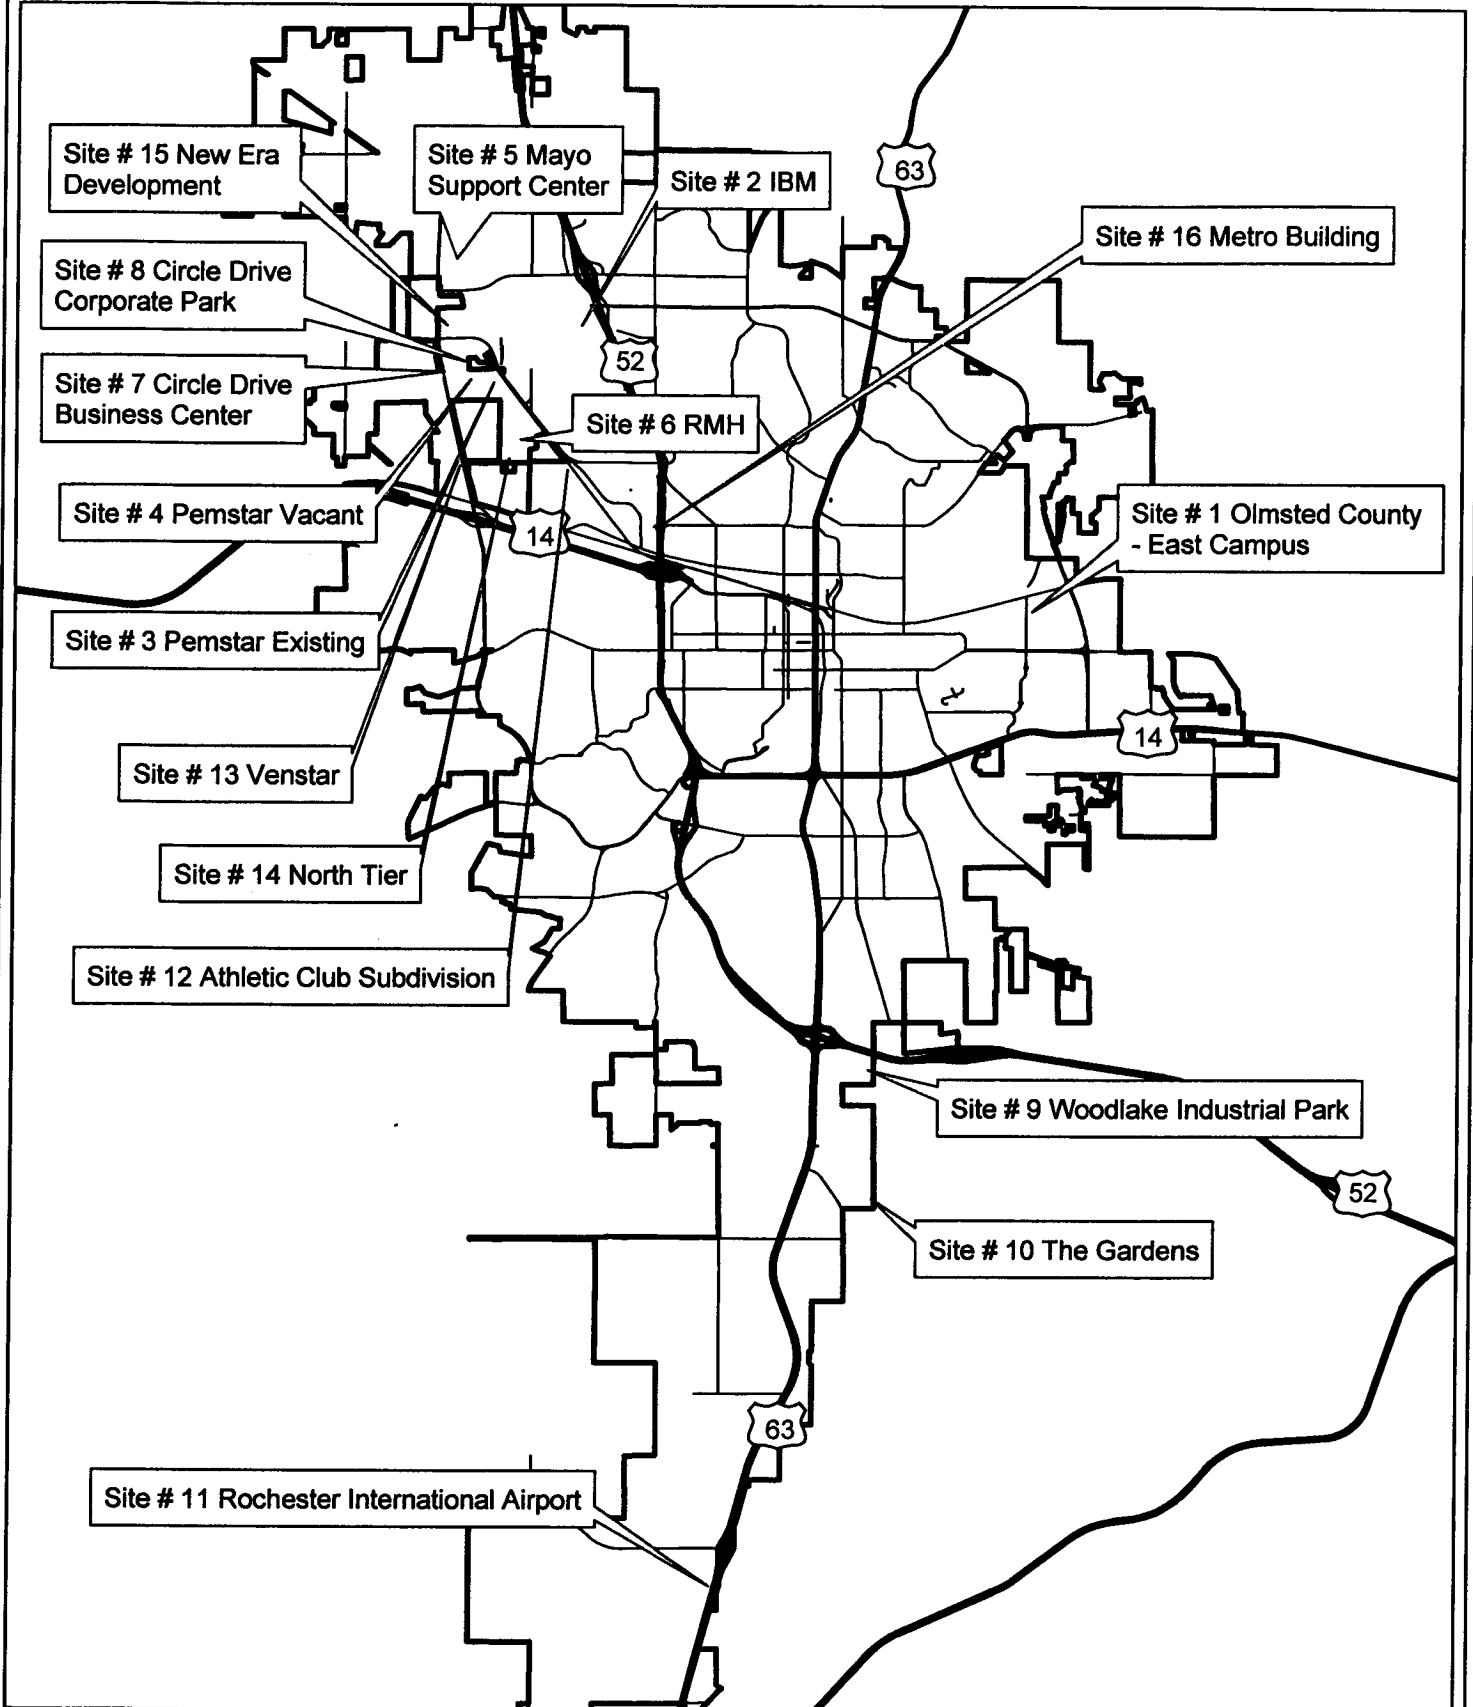 Site # 15 New Era
Development
Site # 5 Mayo
Support Center
Site # 2 IBM
63
Site # 16 Metro Building
Site # 8 Circle Drive
Corporate Park
52
Site # 7 Circle Drive
Business Center
Site # 6 RMH
Site # 4 Pemstar Vacant
14
Site # 1 Olmsted County
- East Campus
Site # 3 Pemstar Existing
14
Site # 13 Venstar
Site # 14 North Tier
Site # 12 Athletic Club Subdivision
Site # 9 Woodlake Industrial Park
52
Site # 10 The Gardens
63
Site # 11 Rochester International Airport